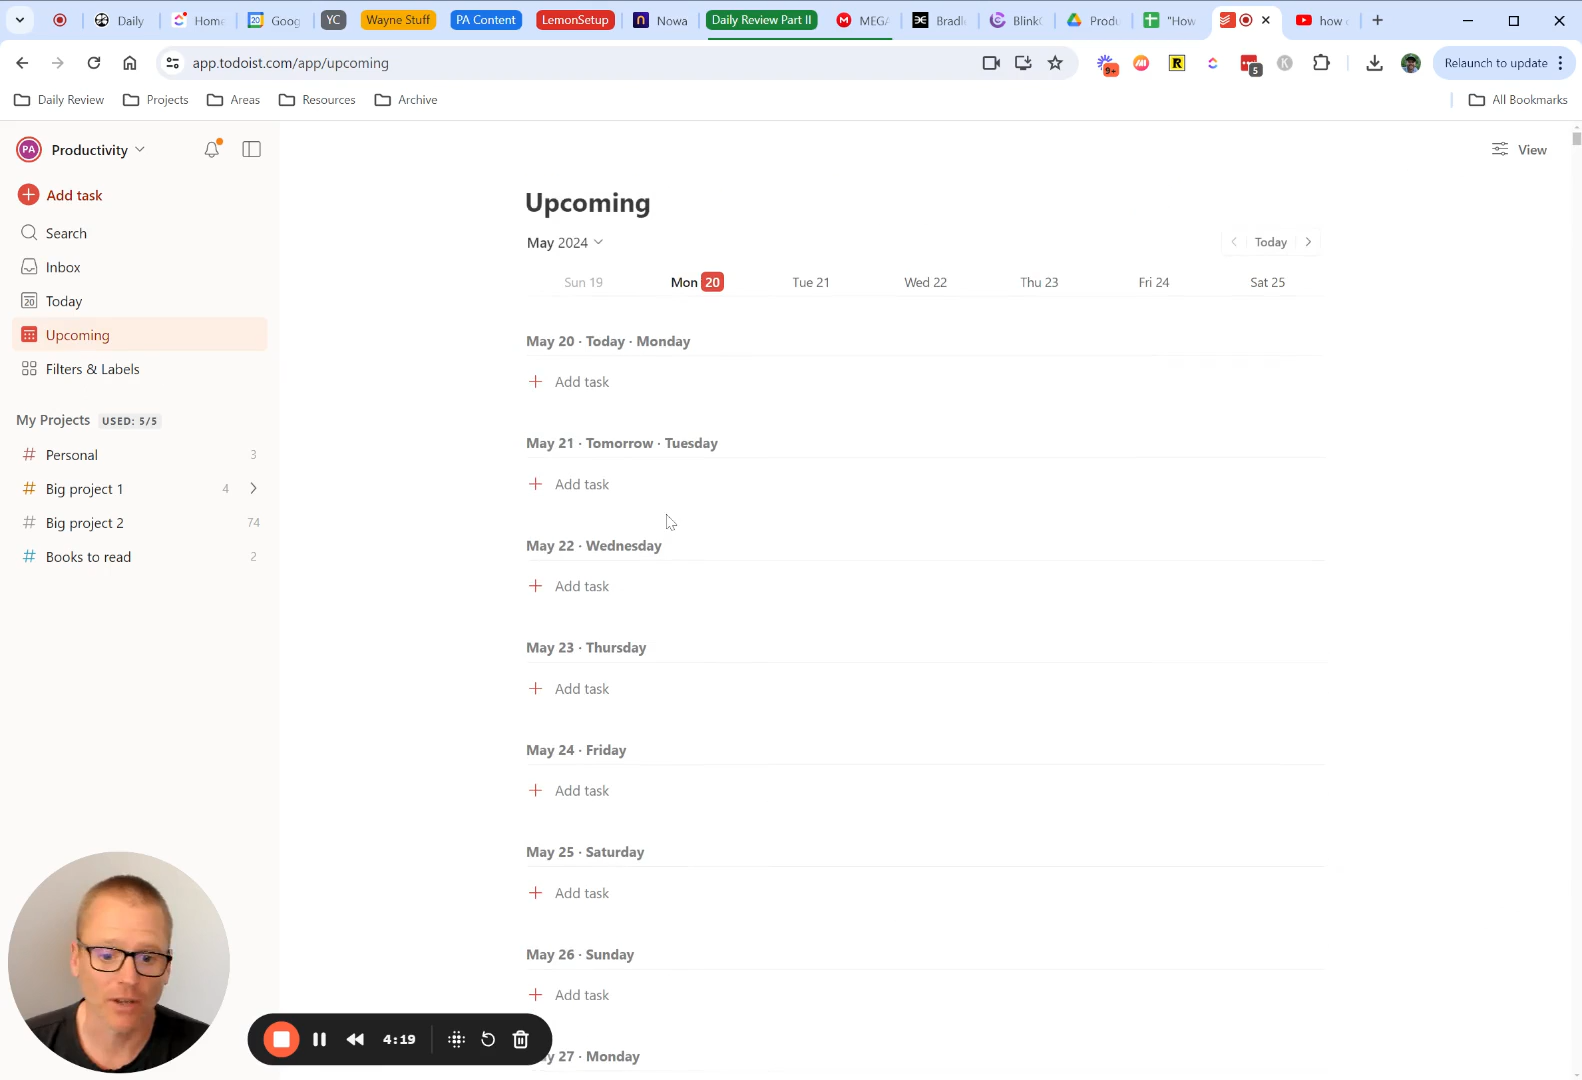 Daily
Home
Goog
YC
Wayne Stuff
PA Content
LemonSetup
Nowa
Daily Review Part II
MEGA
Bradle
Blink
Produ
"How
how
app.todoist.com/app/upcoming
9+
R
5
K
Relaunch to update
Daily Review
Projects
Areas
Resources
Archive
All Bookmarks
PA
Productivity
View
Add task
Search
Inbox
20
Today
Upcoming
Filters & Labels
My Projects
USED: 5/5
Personal
3
Big project 1
4
Big project 2
74
Books to read
2
Upcoming
May 2024
Today
Sun 19
Mon 20
Tue 21
Wed 22
Thu 23
Fri 24
Sat 25
May 20 · Today · Monday
Add task
May 21 · Tomorrow · Tuesday
Add task
May 22 · Wednesday
Add task
May 23 · Thursday
Add task
May 24 · Friday
Add task
May 25 · Saturday
Add task
May 26 · Sunday
Add task
27 · Monday
4:19